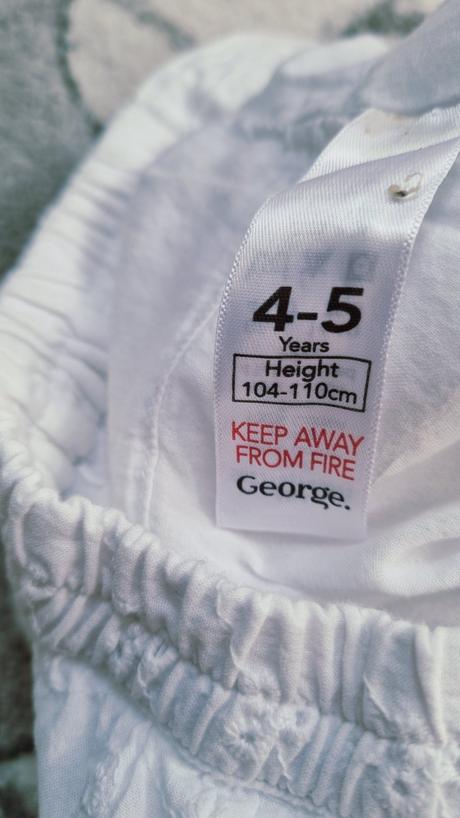 4-5
Years
Height
104-110cm
KEEP AWAY
FROM FIRE
George.